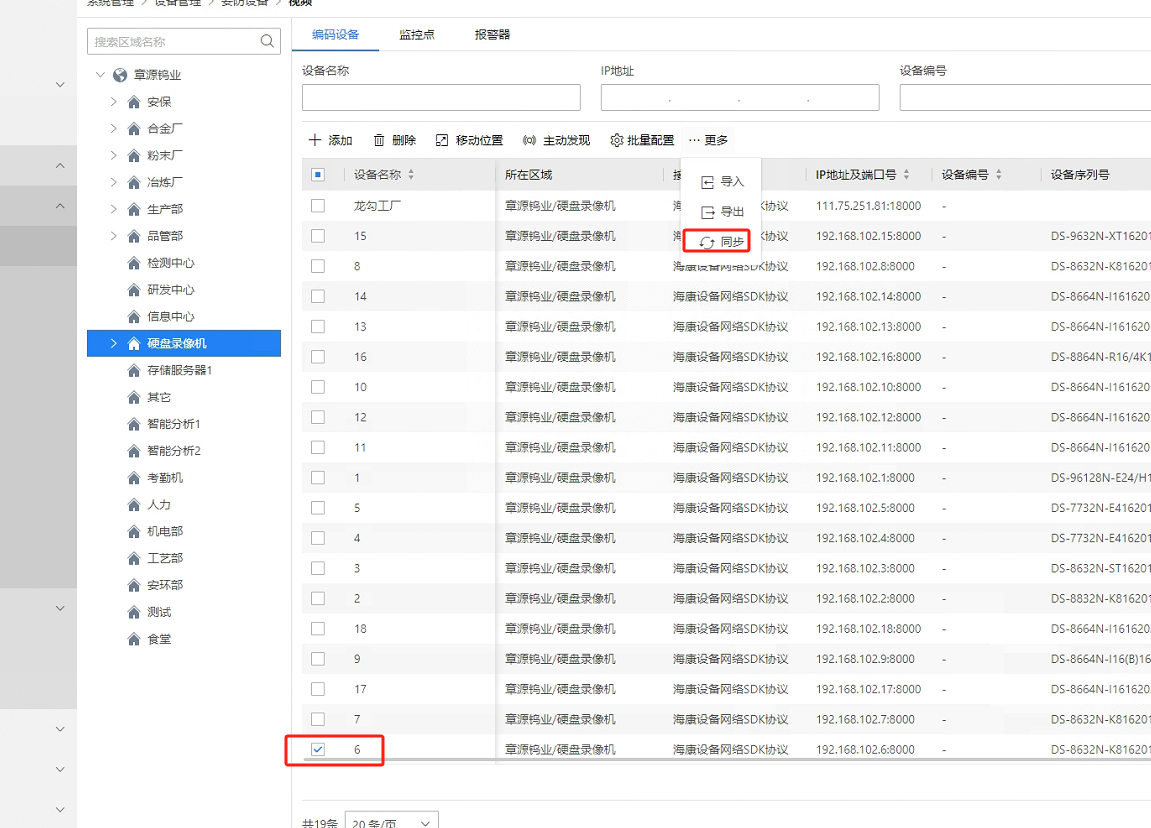 系统管理 > 设备管理 > 安防设备 > 视频
搜索区域名称
章源钨业
安保
合金厂
粉末厂
冶炼厂
生产部
品管部
检测中心
研发中心
信息中心
硬盘录像机
存储服务器1
其它
智能分析1
智能分析2
考勤机
人力
机电部
工艺部
安环部
测试
食堂
编码设备 监控点 报警器
设备名称 IP地址 设备编号
添加 删除 移动位置 主动发现 批量配置 ··· 更多
导入
导出
同步
设备名称 所在区域 IP地址及端口号 设备编号 设备序列号
龙勾工厂 章源钨业/硬盘录像机 海 协议 111.75.251.81:18000 -
15 章源钨业/硬盘录像机 海 协议 192.168.102.15:8000 - DS-9632N-XT16201
8 章源钨业/硬盘录像机 海康设备网络SDK协议 192.168.102.8:8000 - DS-8632N-K816201
14 章源钨业/硬盘录像机 海康设备网络SDK协议 192.168.102.14:8000 - DS-8664N-I161620
13 章源钨业/硬盘录像机 海康设备网络SDK协议 192.168.102.13:8000 - DS-8664N-I161620
16 章源钨业/硬盘录像机 海康设备网络SDK协议 192.168.102.16:8000 - DS-8864N-R16/4K1
10 章源钨业/硬盘录像机 海康设备网络SDK协议 192.168.102.10:8000 - DS-8664N-I161620
12 章源钨业/硬盘录像机 海康设备网络SDK协议 192.168.102.12:8000 - DS-8664N-I161620
11 章源钨业/硬盘录像机 海康设备网络SDK协议 192.168.102.11:8000 - DS-8664N-I161620
1 章源钨业/硬盘录像机 海康设备网络SDK协议 192.168.102.1:8000 - DS-96128N-E24/H1
5 章源钨业/硬盘录像机 海康设备网络SDK协议 192.168.102.5:8000 - DS-7732N-E416201
4 章源钨业/硬盘录像机 海康设备网络SDK协议 192.168.102.4:8000 - DS-7732N-E416201
3 章源钨业/硬盘录像机 海康设备网络SDK协议 192.168.102.3:8000 - DS-8632N-ST16201
2 章源钨业/硬盘录像机 海康设备网络SDK协议 192.168.102.2:8000 - DS-8832N-K816201
18 章源钨业/硬盘录像机 海康设备网络SDK协议 192.168.102.18:8000 - DS-8664N-I161620
9 章源钨业/硬盘录像机 海康设备网络SDK协议 192.168.102.9:8000 - DS-8664N-I16(B)16
17 章源钨业/硬盘录像机 海康设备网络SDK协议 192.168.102.17:8000 - DS-8664N-I161620
7 章源钨业/硬盘录像机 海康设备网络SDK协议 192.168.102.7:8000 - DS-8632N-K816201
6 章源钨业/硬盘录像机 海康设备网络SDK协议 192.168.102.6:8000 - DS-8632N-K816201
共19条 20 条/页